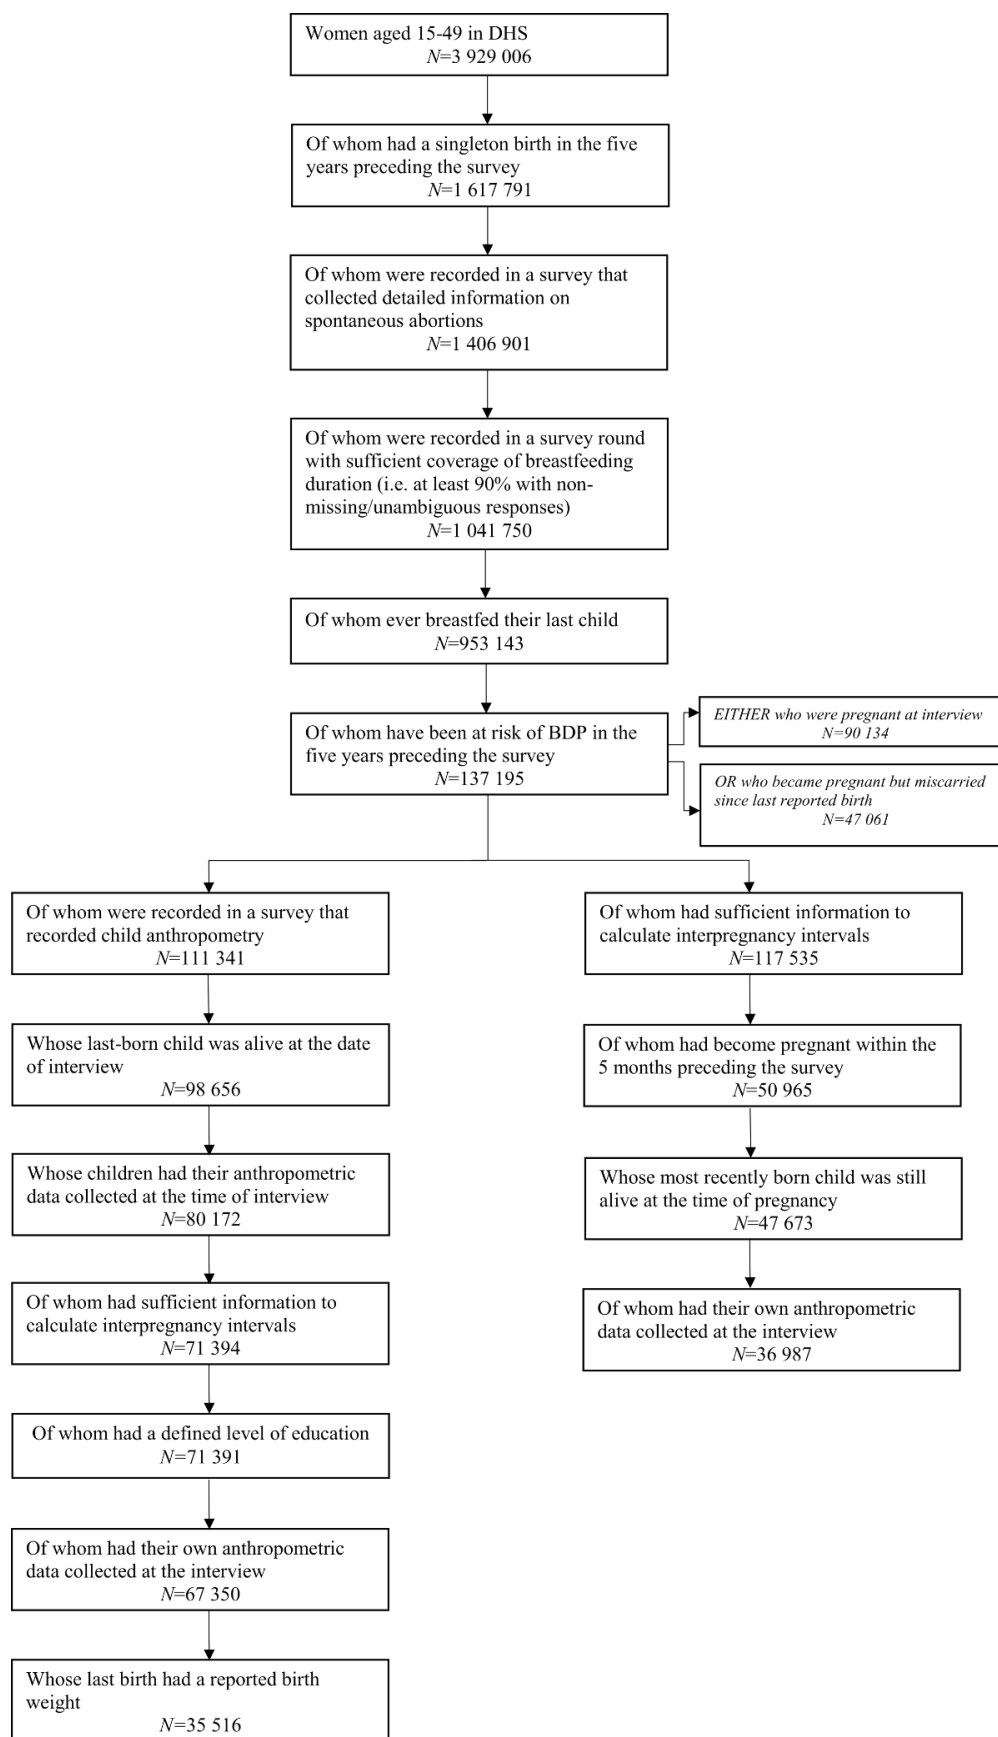 Women aged 15-49 in DHS
N=3 929 006
Of whom had a singleton birth in the five
years preceding the survey
N=1 617 791
Of whom were recorded in a survey that
collected detailed information on
spontaneous abortions
N=1 406 901
Of whom were recorded in a survey round
with sufficient coverage of breastfeeding
duration (i.e. at least 90% with non-
missing/unambiguous responses)
N=1 041 750
Of whom ever breastfed their last child
N=953 143
Of whom have been at risk of BDP in the
five years preceding the survey
N=137 195
EITHER who were pregnant at interview
N=90 134
OR who became pregnant but miscarried
since last reported birth
N=47 061
Of whom were recorded in a survey that
recorded child anthropometry
N=111 341
Whose last-born child was alive at the date
of interview
N=98 656
Whose children had their anthropometric
data collected at the time of interview
N=80 172
Of whom had sufficient information to
calculate interpregnancy intervals
N=71 394
Of whom had a defined level of education
N=71 391
Of whom had their own anthropometric
data collected at the interview
N=67 350
Whose last birth had a reported birth
weight
N=35 516
Of whom had sufficient information to
calculate interpregnancy intervals
N=117 535
Of whom had become pregnant within the
5 months preceding the survey
N=50 965
Whose most recently born child was still
alive at the time of pregnancy
N=47 673
Of whom had their own anthropometric
data collected at the interview
N=36 987